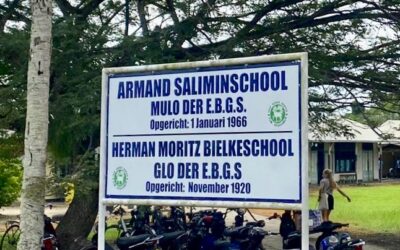 ARMAND SALIMINSCHOOL
MULO DER E.B.G.S.
Opgericht: 1 Januari 1966
HERMAN MORITZ BIELKESCHOOL
GLO DER E.B.G.S
Opgericht: November 1920